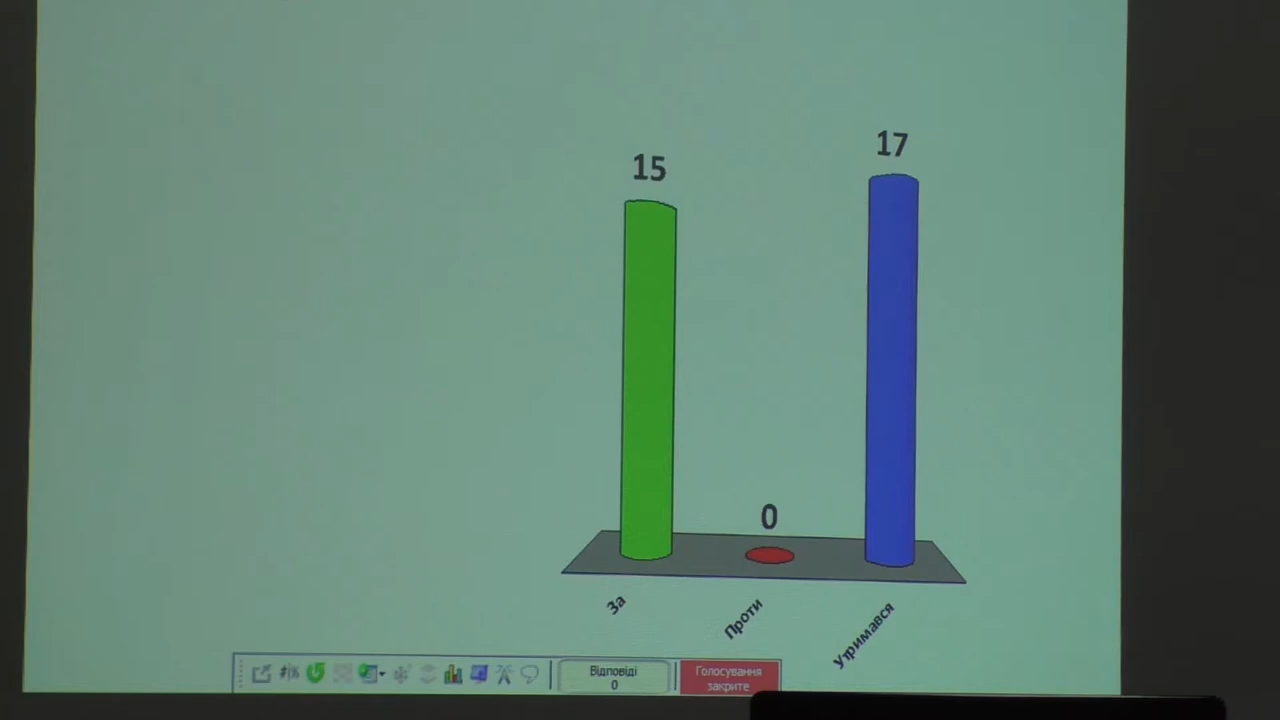 15
17
0
За
Проти
Утримався
Відповіді
0
Голосування
закрите